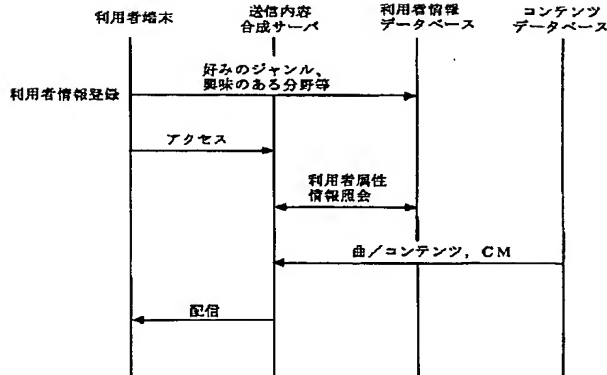 利用者端末
送信内容
合成サーバ
利用者情報
データベース
コンテンツ
データベース
利用者情報登録
好みのジャンル、
興味のある分野等
アクセス
利用者属性
情報照会
曲/コンテンツ, CM
配信